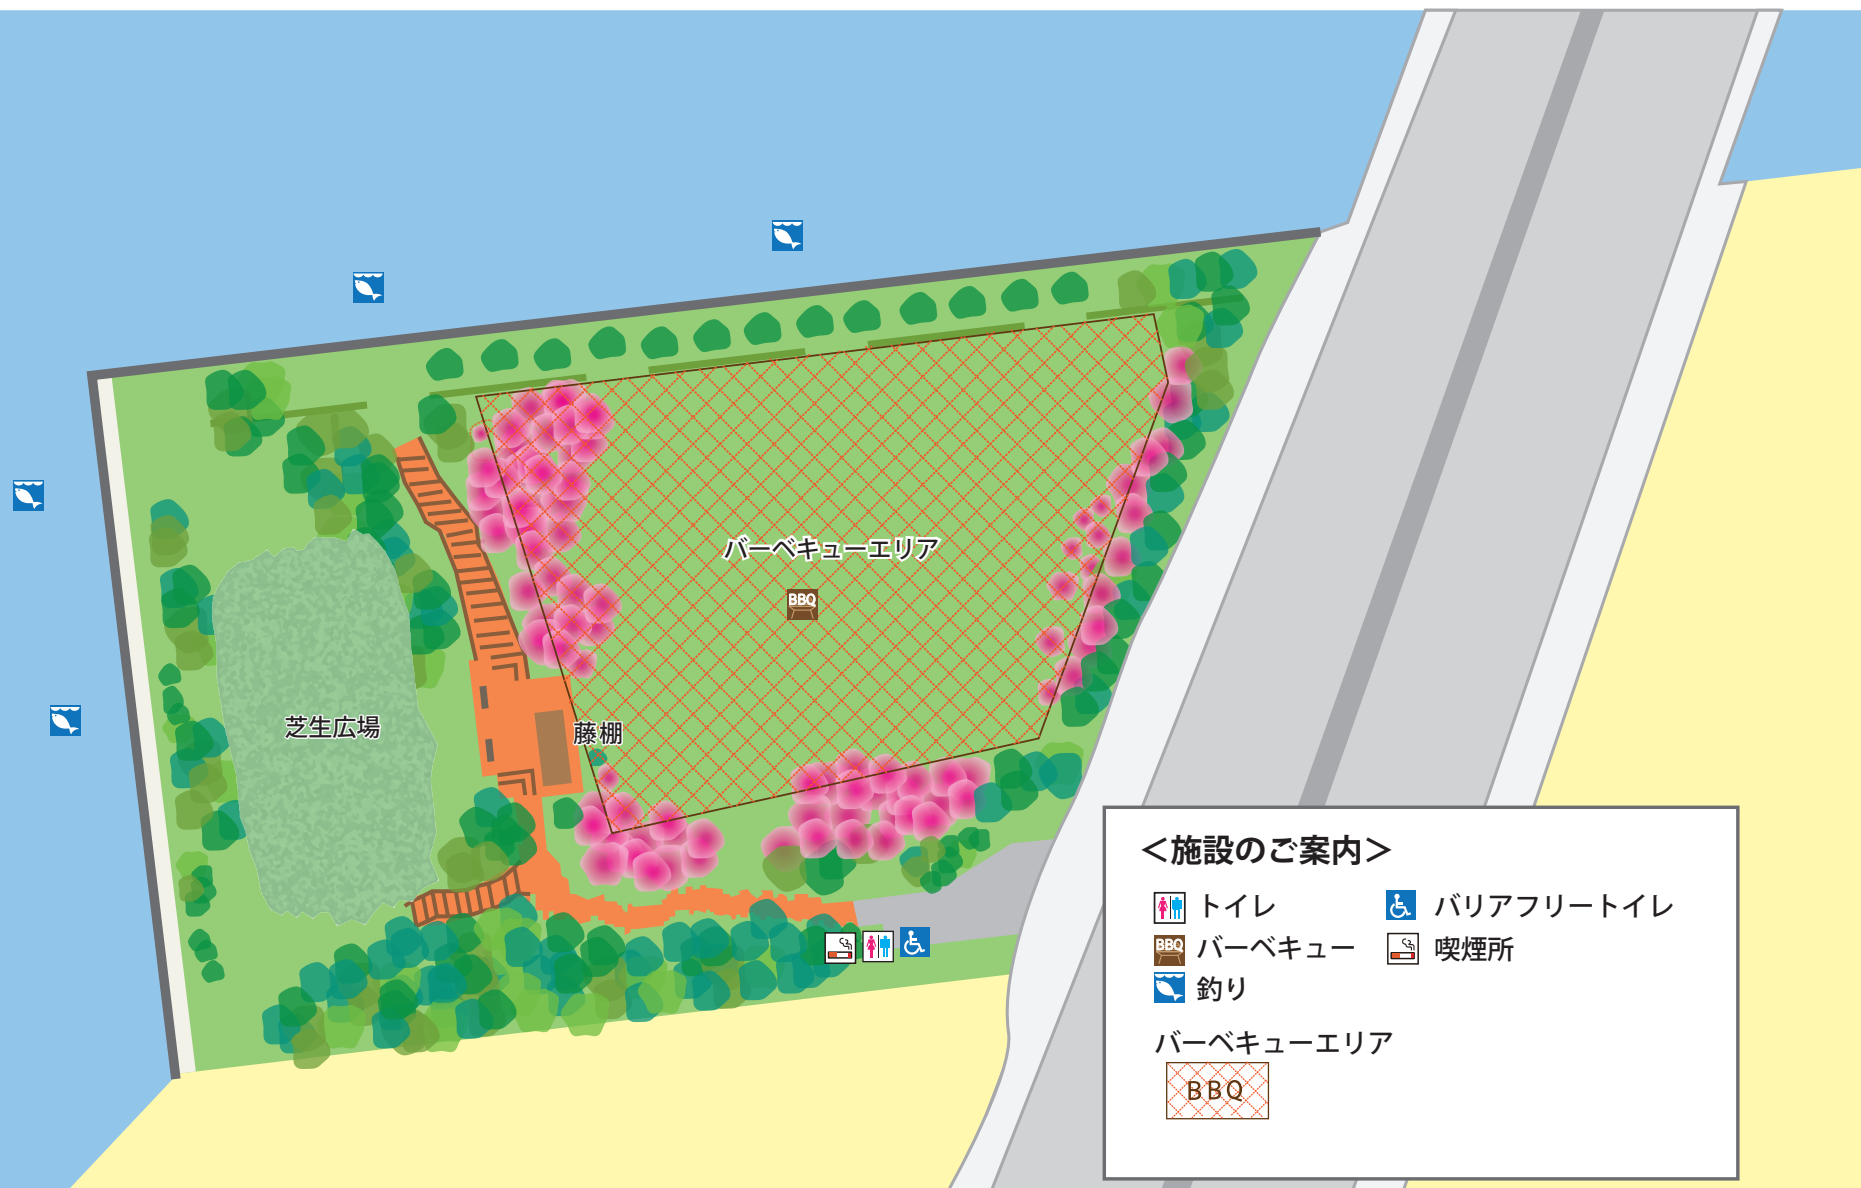 バーベキューエリア
BBQ
藤棚
芝生広場
＜施設のご案内＞
トイレ
バリアフリートイレ
BBQ バーベキュー
喫煙所
釣り
バーベキューエリア
BBQ